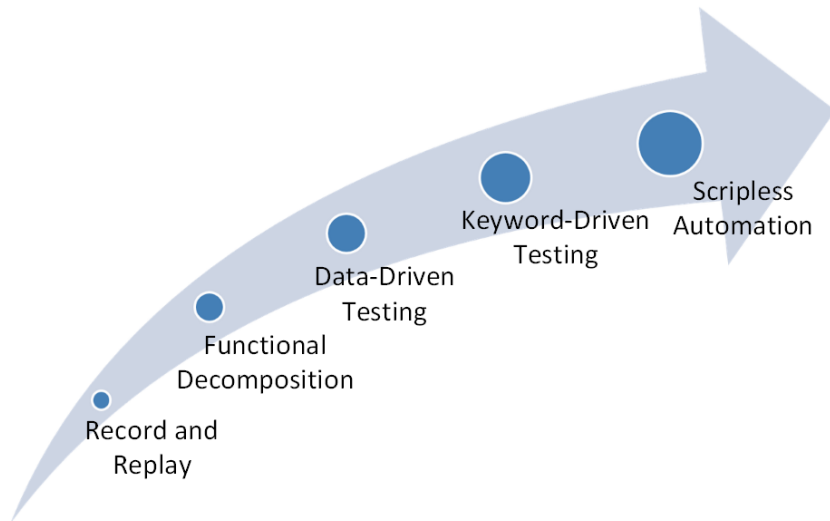 Scripless
Automation
Keyword-Driven
Testing
Data-Driven
Testing
Functional
Decomposition
Record and
Replay